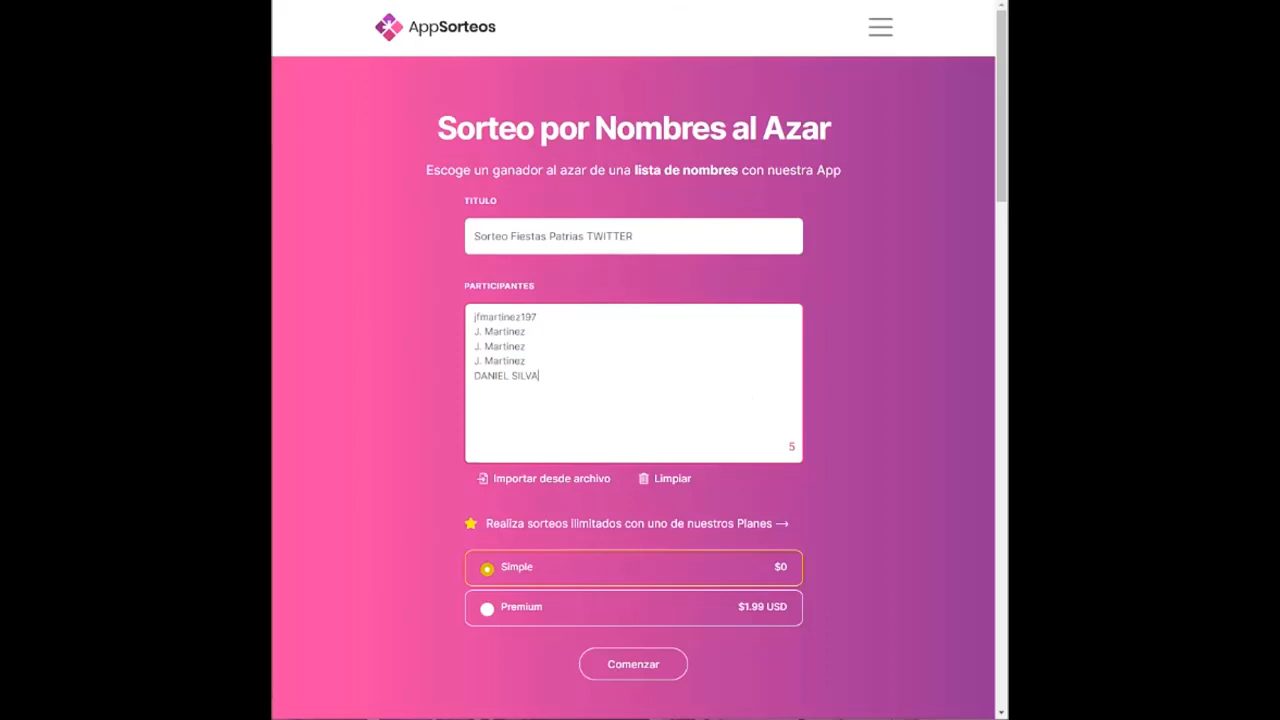 AppSorteos
Sorteo por Nombres al Azar
Escoge un ganador al azar de una lista de nombres con nuestra App
TITULO
Sorteo Fiestas Patrias TWITTER
PARTICIPANTES
jfmartinez197
J. Martinez
J. Martinez
J. Martinez
DANIEL SILVA
5
Importar desde archivo Limpiar
Realiza sorteos ilimitados con uno de nuestros Planes →
Simple $0
Premium $1.99 USD
Comenzar